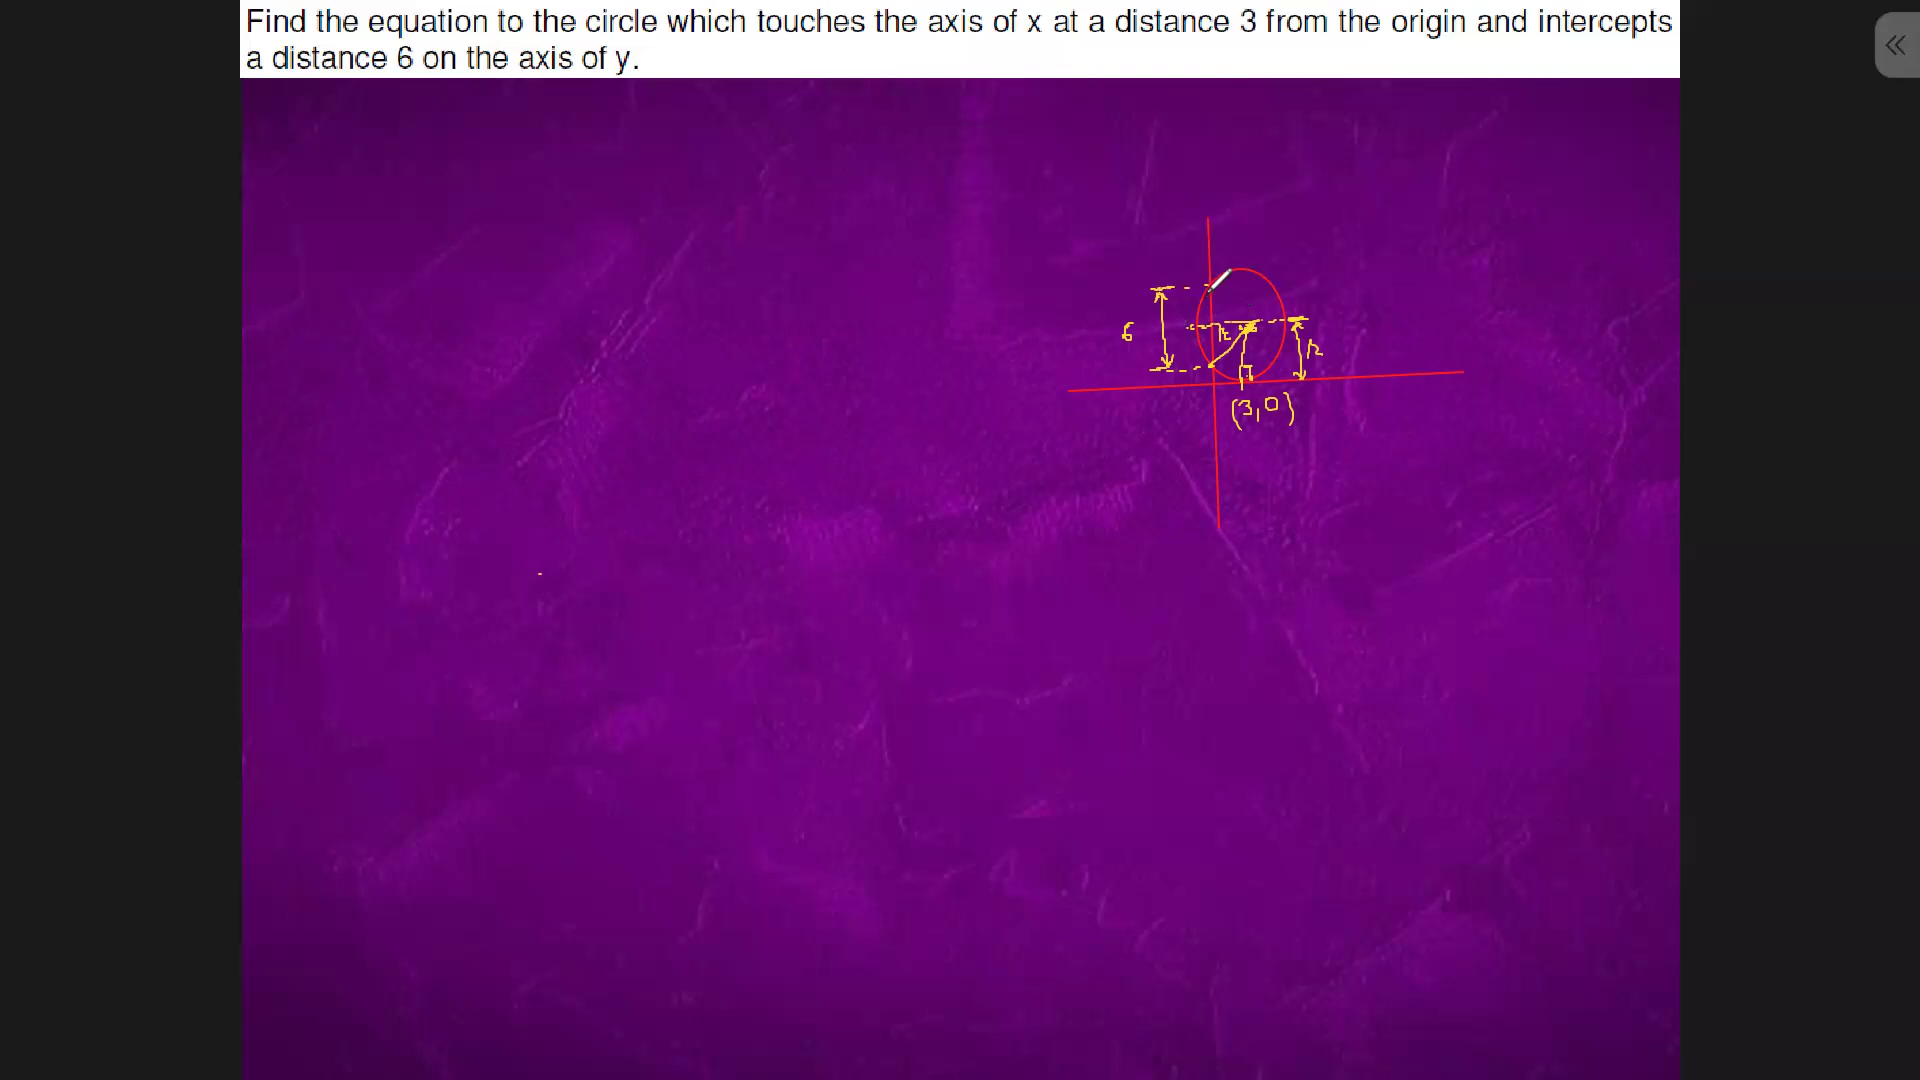 Find the equation to the circle which touches the axis of x at a distance 3 from the origin and intercepts
a distance 6 on the axis of y.
6
r
r
(3,0)